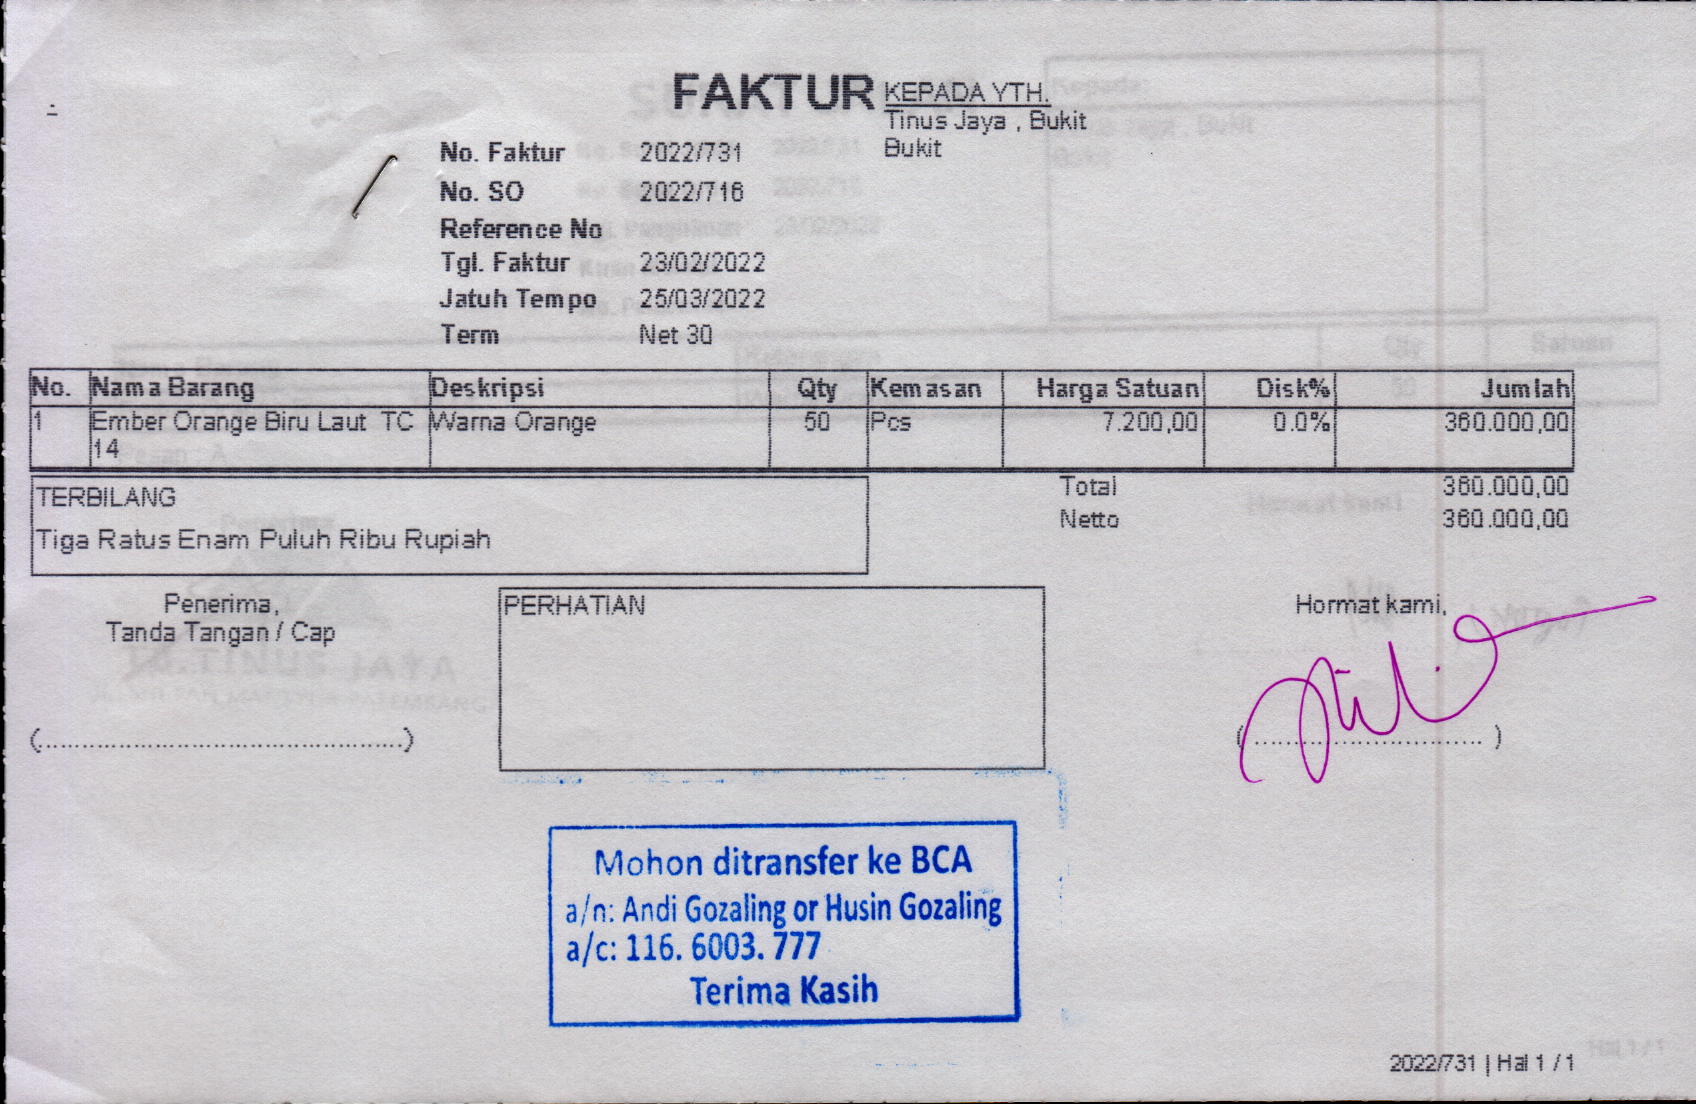 FAKTUR
KEPADA YTH.
Tinus Jaya , Bukit
Bukit
No. Faktur 2022/731
No. SO 2022/716
Reference No
Tgl. Faktur 23/02/2022
Jatuh Tempo 25/03/2022
Term Net 30
No. Nama Barang Deskripsi Qty Kemasan Harga Satuan Disk% Jumlah
1 Ember Orange Biru Laut TC Warna Orange 50 Pcs 7.200,00 0.0% 360.000,00
14
Total 360.000,00
Netto 360.000,00
TERBILANG
Tiga Ratus Enam Puluh Ribu Rupiah
Penerima,
Tanda Tangan / Cap
(................................................)
PERHATIAN
Hormat kami,
( ............................... )
Mohon ditransfer ke BCA
a/n: Andi Gozaling or Husin Gozaling
a/c: 116. 6003. 777
Terima Kasih
2022/731 | Hal 1 / 1